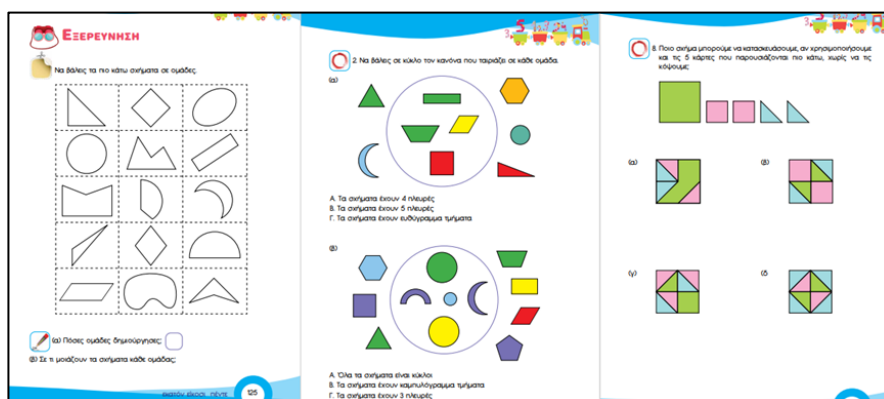 ΕΞΕΡΕΥΝΗΣΗ
Να βάλεις τα πιο κάτω σχήματα σε ομάδες.
(α) Πόσες ομάδες δημιούργησες;
(β) Σε τι μοιάζουν τα σχήματα κάθε ομάδας;
εκατόν είκοσι πέντε
125
5
2. Να βάλεις σε κύκλο τον κανόνα που ταιριάζει σε κάθε ομάδα.
(α)
Α. Τα σχήματα έχουν 4 πλευρές
Β. Τα σχήματα έχουν 5 πλευρές
Γ. Τα σχήματα έχουν ευθύγραμμα τμήματα
(β)
Α. Όλα τα σχήματα είναι κύκλοι
Β. Τα σχήματα έχουν καμπυλόγραμμα τμήματα
Γ. Τα σχήματα έχουν 3 πλευρές
8. Ποιο σχήμα μπορούμε να κατασκευάσουμε, αν χρησιμοποιήσουμε
και τις 5 κάρτες που παρουσιάζονται πιο κάτω, χωρίς να τις
κόψουμε;
(α)
(β)
(γ)
(δ)